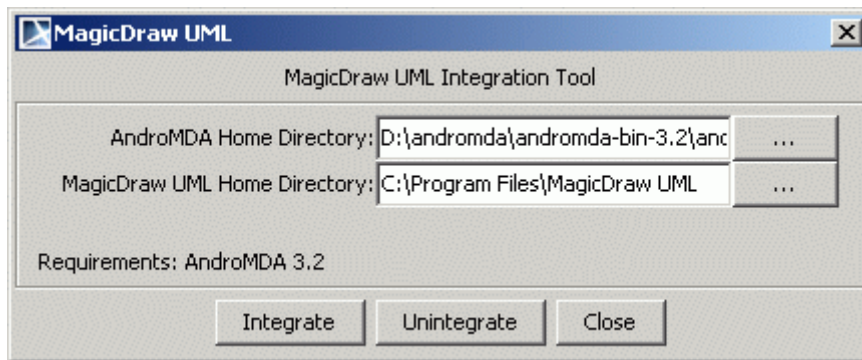 MagicDraw UML
MagicDraw UML Integration Tool
AndroMDA Home Directory: D:\andromda\andromda-bin-3.2\and ...
MagicDraw UML Home Directory: C:\Program Files\MagicDraw UML ...
Requirements: AndroMDA 3.2
Integrate Unintegrate Close